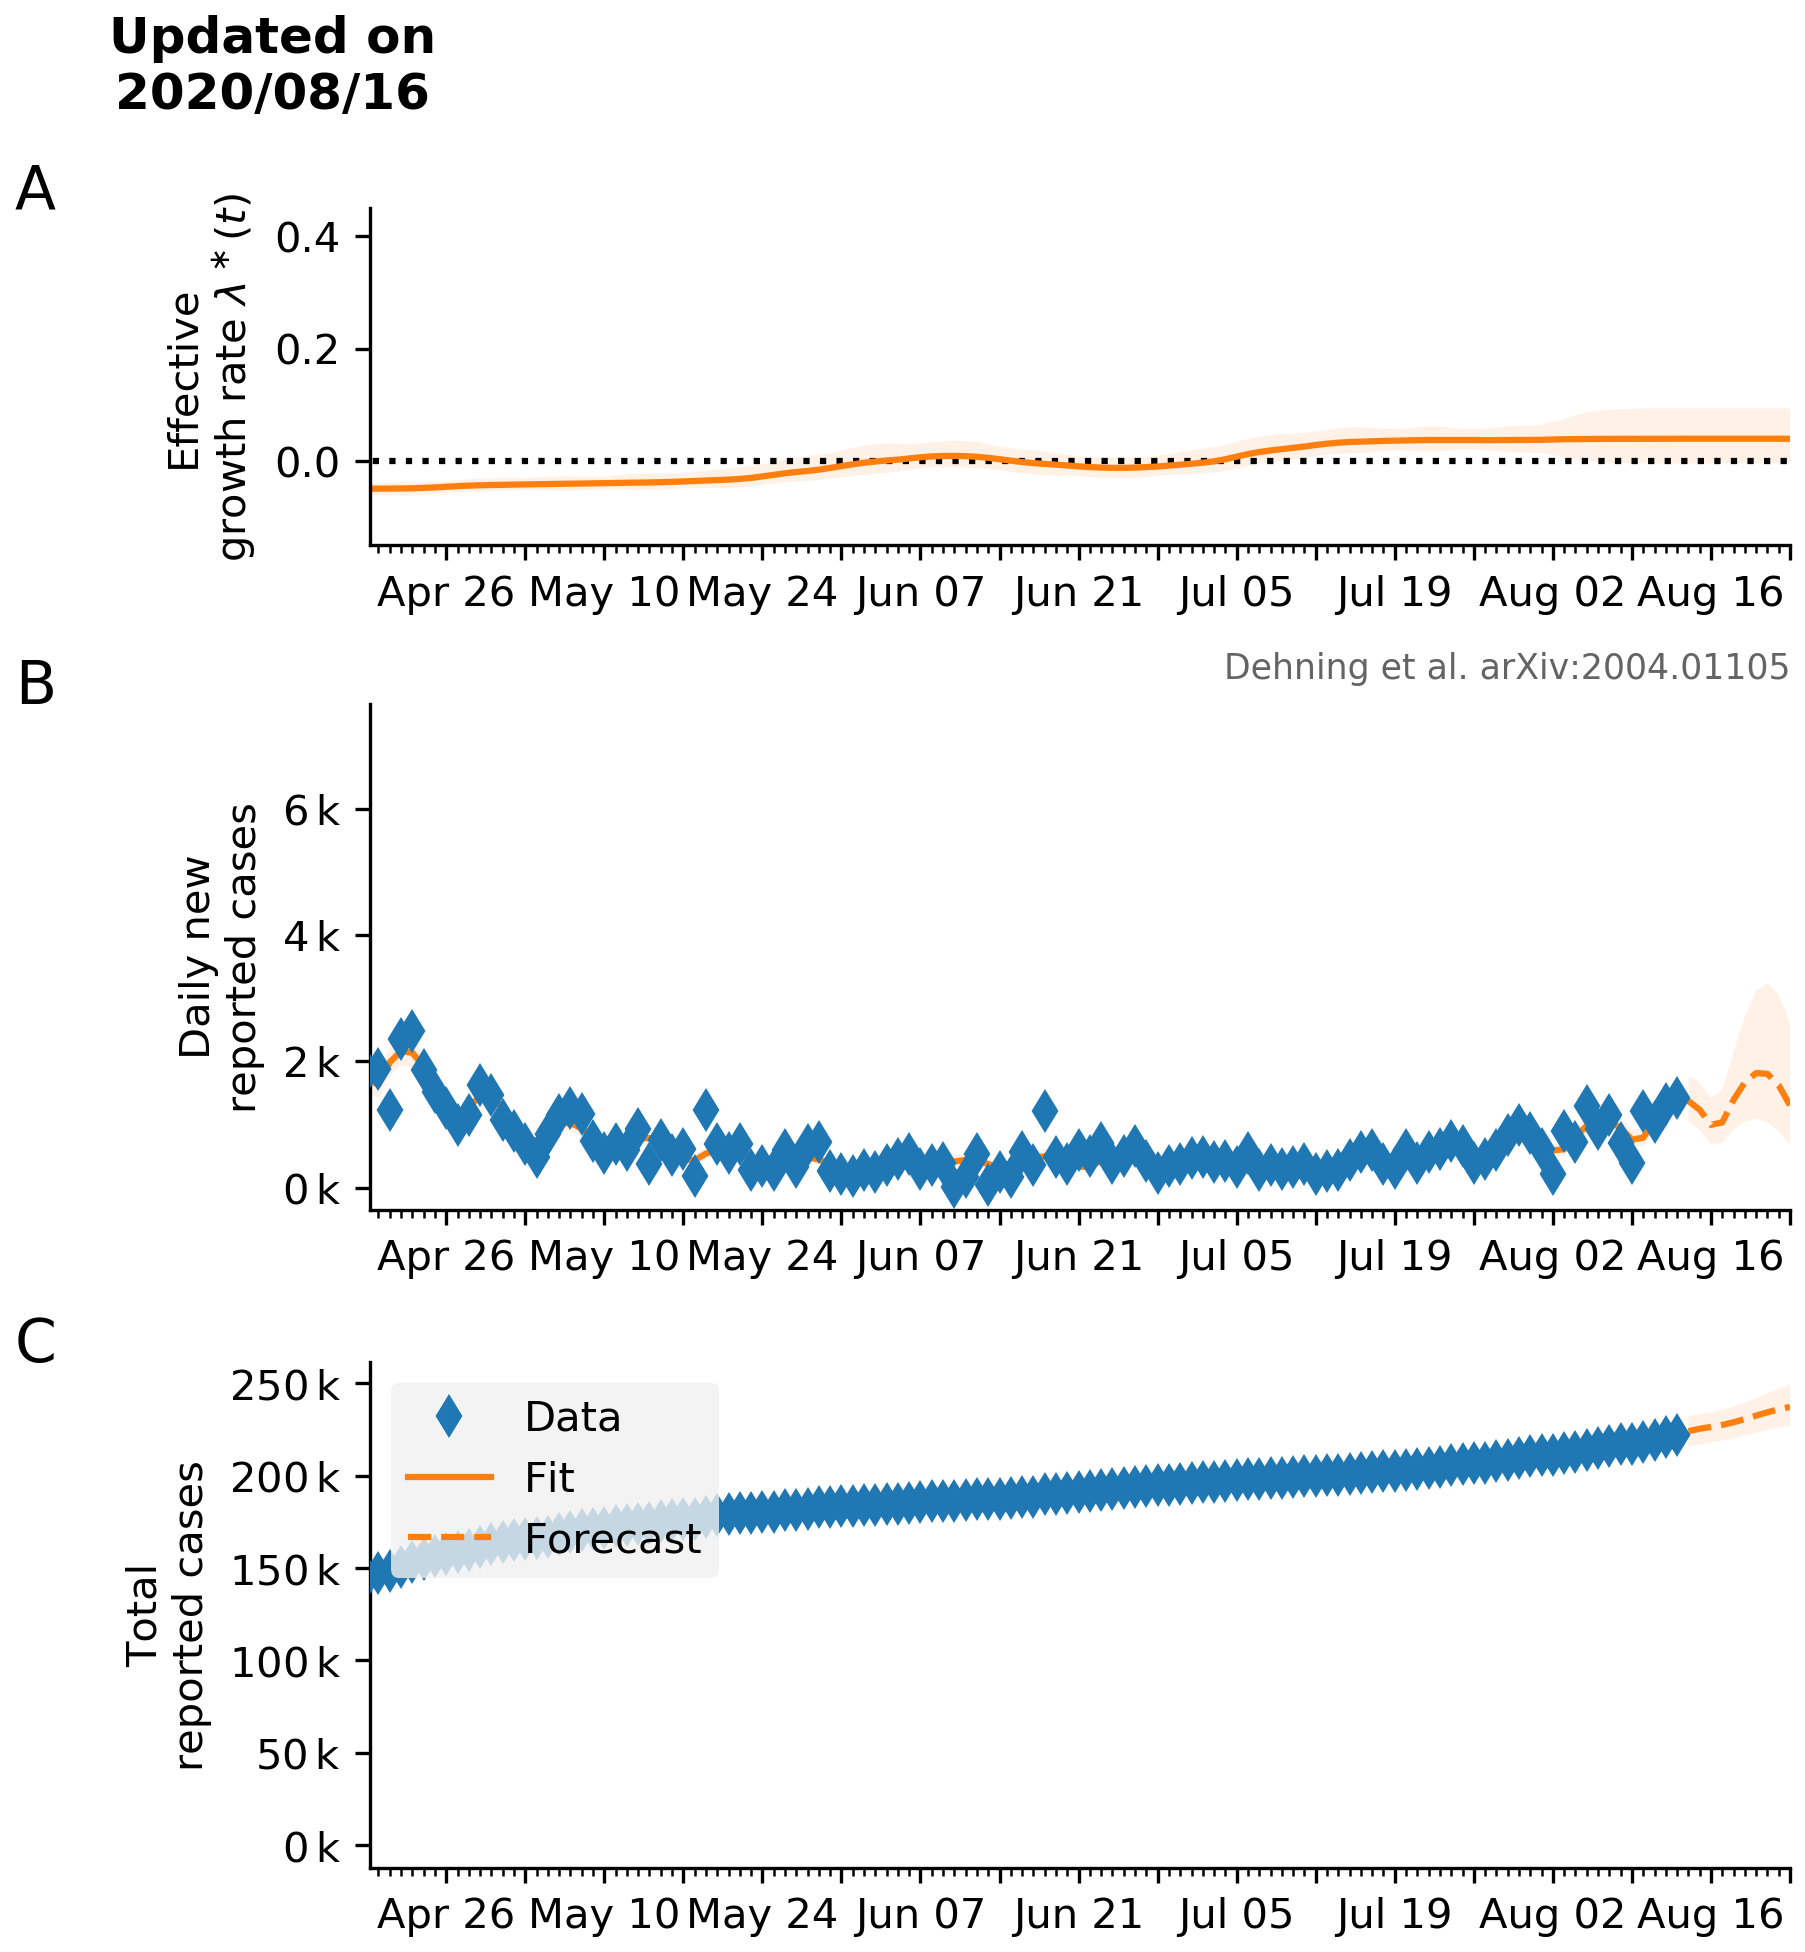 Updated on
2020/08/16
A
Effective
growth rate λ * (t)
0.4
0.2
0.0
Apr 26 May 10 May 24 Jun 07 Jun 21 Jul 05 Jul 19 Aug 02 Aug 16
B
Dehning et al. arXiv:2004.01105
Daily new
reported cases
6 k
4 k
2 k
0 k
Apr 26 May 10 May 24 Jun 07 Jun 21 Jul 05 Jul 19 Aug 02 Aug 16
C
Total
reported cases
250 k
200 k
150 k
100 k
50 k
0 k
Data
Fit
Forecast
Apr 26 May 10 May 24 Jun 07 Jun 21 Jul 05 Jul 19 Aug 02 Aug 16